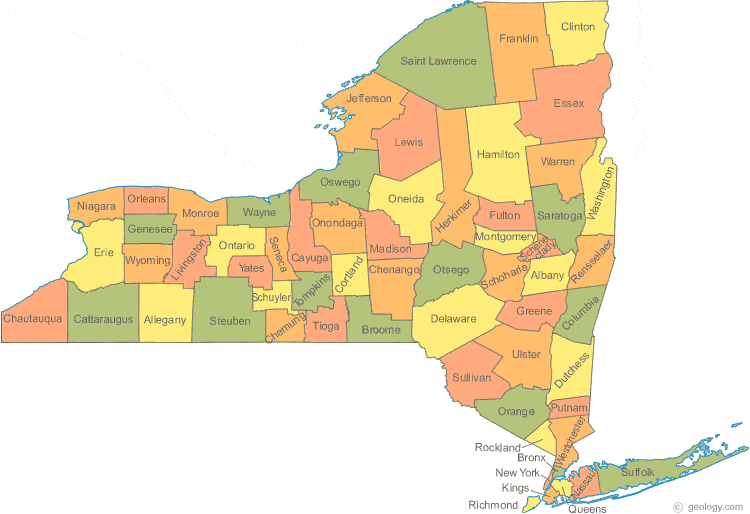 Clinton
Franklin
Saint Lawrence
Jefferson
Essex
Lewis
Hamilton
Warren
Washington
Oswego
Oneida
Herkimer
Niagara
Orleans
Monroe
Wayne
Genesee
Onondaga
Fulton
Saratoga
Montgomery
Madison
Erie
Wyoming
Livingston
Ontario
Seneca
Cayuga
Yates
Cortland
Chenango
Otsego
Schoharie
Schenec
tady
Albany
Rensselaer
Chautauqua
Cattaraugus
Allegany
Steuben
Schuyler
Tompkins
Chemung
Tioga
Broome
Delaware
Greene
Columbia
Ulster
Sullivan
Dutchess
Orange
Putnam
Rockland
Westchester
Bronx
New York
Kings
Richmond
Queens
Nassau
Suffolk
© geology.com